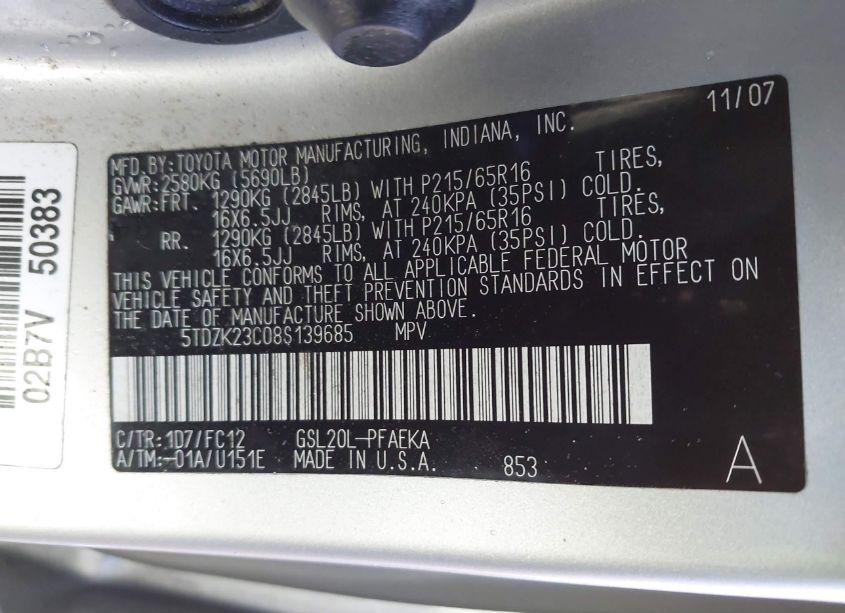 11/07
MFD.BY:TOYOTA MOTOR MANUFACTURING, INDIANA, INC.
GVWR:2580KG (5690LB)
GAWR:FRT. 1290KG (2845LB) WITH P215/65R16 TIRES,
16X6.5JJ RIMS, AT 240KPA (35PSI) COLD.
RR. 1290KG (2845LB) WITH P215/65R16 TIRES,
16X6.5JJ RIMS, AT 240KPA (35PSI) COLD.
THIS VEHICLE CONFORMS TO ALL APPLICABLE FEDERAL MOTOR
VEHICLE SAFETY AND THEFT PREVENTION STANDARDS IN EFFECT ON
THE DATE OF MANUFACTURE SHOWN ABOVE.
5TDZK23C08S139685 MPV
C/TR:1D7/FC12 GSL20L-PFAEKA
A/TM:-01A/U151E MADE IN U.S.A. 853
A
02B7V 50383